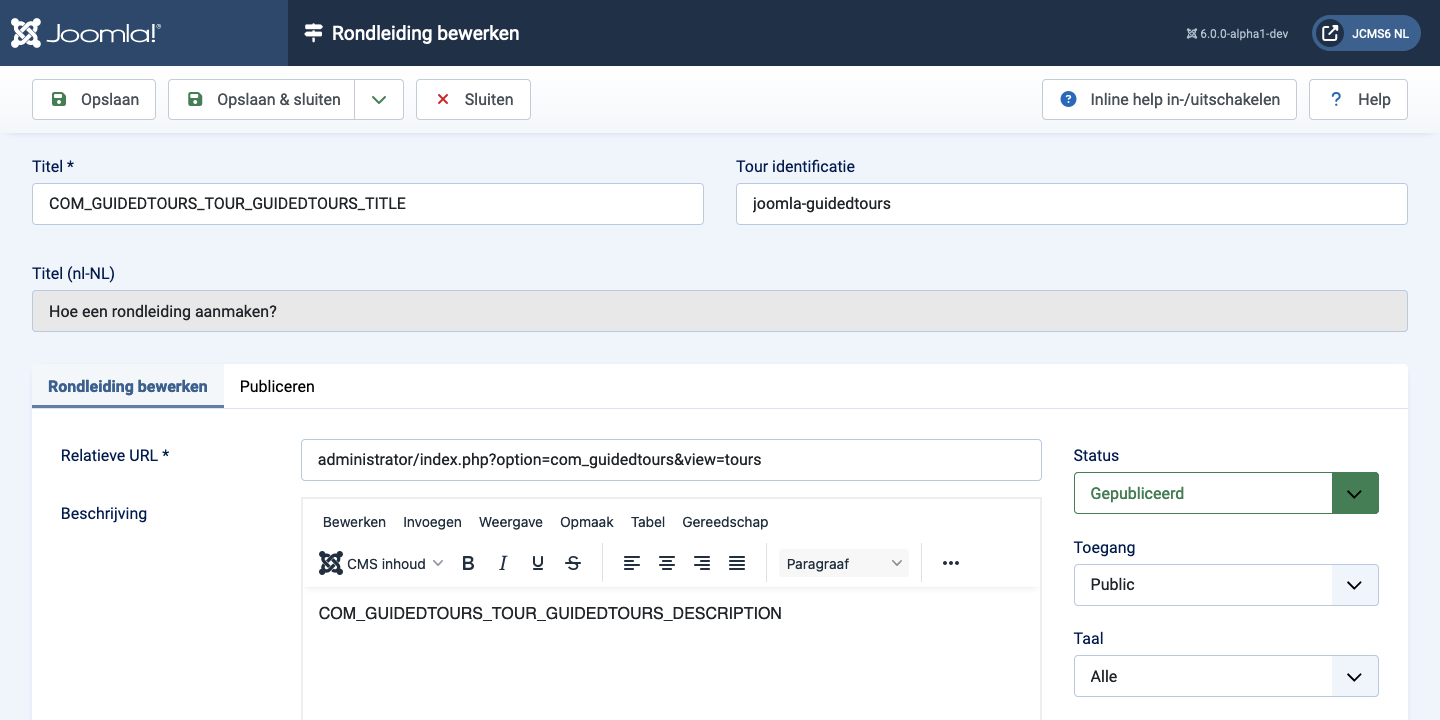 Joomla!® Rondleiding bewerken 6.0.0-alpha1-dev JCMS6 NL
Opslaan Opslaan & sluiten Sluiten Inline help in-/uitschakelen ? Help
Titel * Tour identificatie
COM_GUIDEDTOURS_TOUR_GUIDEDTOURS_TITLE joomla-guidedtours
Titel (nl-NL)
Hoe een rondleiding aanmaken?
Rondleiding bewerken Publiceren
Relatieve URL * administrator/index.php?option=com_guidedtours&view=tours
Beschrijving
Bewerken Invoegen Weergave Opmaak Tabel Gereedschap
CMS inhoud B I U S Paragraaf
COM_GUIDEDTOURS_TOUR_GUIDEDTOURS_DESCRIPTION
Status
Gepubliceerd
Toegang
Public
Taal
Alle